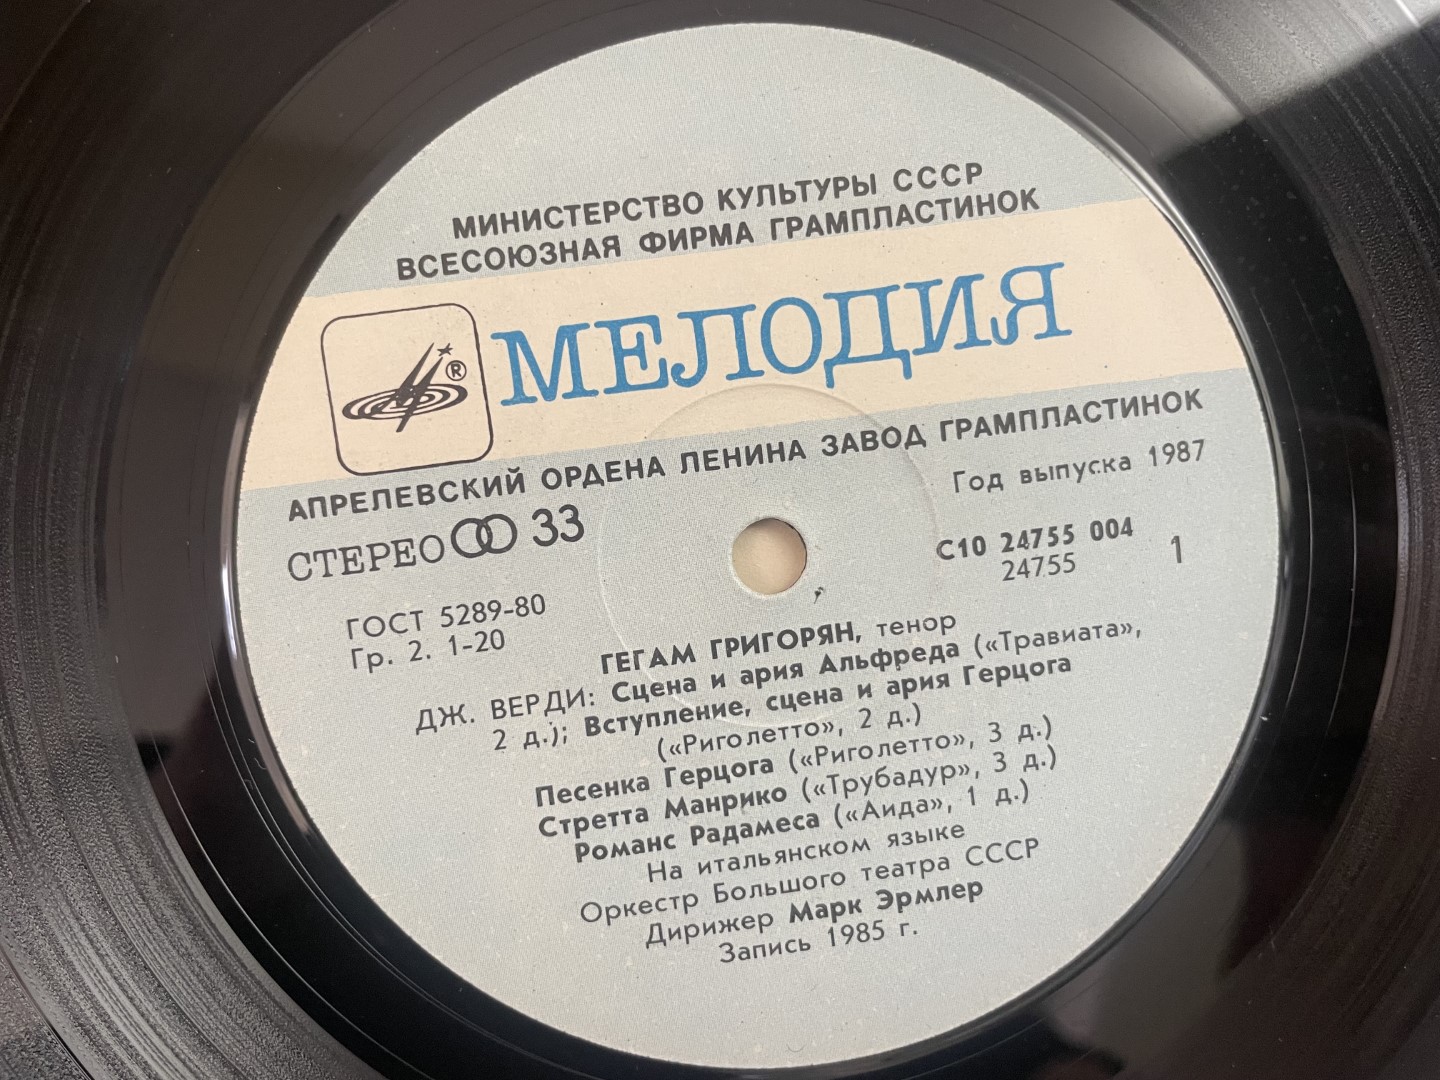 МИНИСТЕРСТВО КУЛЬТУРЫ СССР
ВСЕСОЮЗНАЯ ФИРМА ГРАМПЛАСТИНОК
® МЕЛОДИЯ
АПРЕЛЕВСКИЙ ОРДЕНА ЛЕНИНА ЗАВОД ГРАМПЛАСТИНОК
Год выпуска 1987
СТЕРЕО 33
С10 24755 004
24755
1
ГОСТ 5289-80
Гр. 2. 1-20
ГЕГАМ ГРИГОРЯН, тенор
ДЖ. ВЕРДИ: Сцена и ария Альфреда («Травиата»,
2 д.); Вступление, сцена и ария Герцога
(«Риголетто», 2 д.)
Песенка Герцога («Риголетто», 3 д.)
Стретта Манрико («Трубадур», 3 д.)
Романс Радамеса («Аида», 1 д.)
На итальянском языке
Оркестр Большого театра СССР
Дирижер Марк Эрмлер
Запись 1985 г.